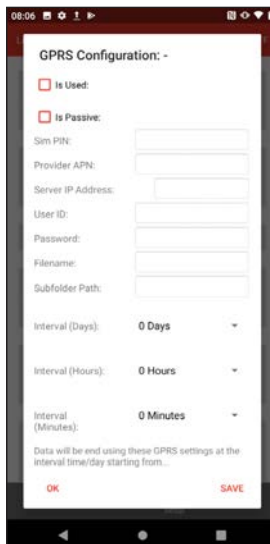 08:06
GPRS Configuration: -
Is Used:
Is Passive:
Sim PIN:
Provider APN:
Server IP Address:
User ID:
Password:
Filename:
Subfolder Path:
Interval (Days): 0 Days
Interval (Hours): 0 Hours
Interval (Minutes): 0 Minutes
Data will be end using these GPRS settings at the
interval time/day starting from...
OK SAVE